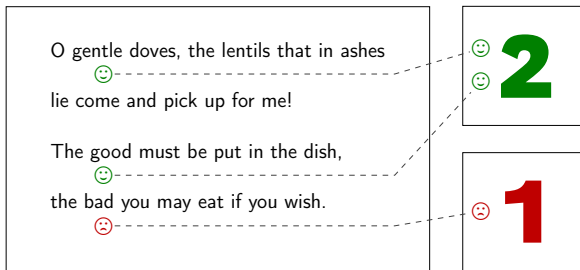 O gentle doves, the lentils that in ashes
lie come and pick up for me!
The good must be put in the dish,
the bad you may eat if you wish.
2
1